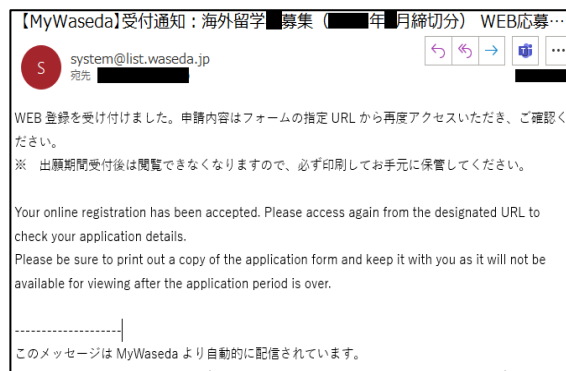 【MyWaseda】受付通知：海外留学 募集（ 年 月締切分） WEB応募…
S
system@list.waseda.jp
宛先
WEB 登録を受け付けました。申請内容はフォームの指定 URL から再度アクセスいただき、ご確認く
ださい。
※　出願期間受付後は閲覧できなくなりますので、必ず印刷してお手元に保管してください。
Your online registration has been accepted. Please access again from the designated URL to
check your application details.
Please be sure to print out a copy of the application form and keep it with you as it will not be
available for viewing after the application period is over.
--------------------
このメッセージは MyWaseda より自動的に配信されています。